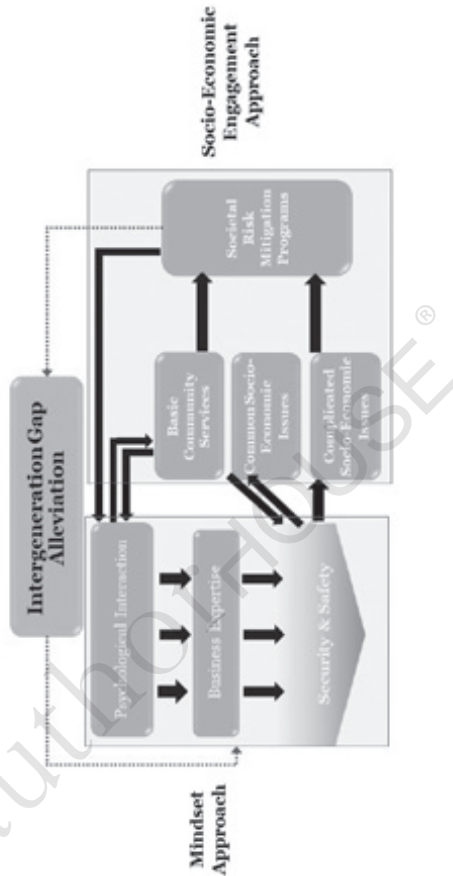 Intergeneration Gap
Alleviation
Mindset
Approach
Psychological Interaction
Business Expertise
Security & Safety
Basic
Community
Services
Common Socio-
Economic
Issues
Complicated
Socio-Economic
Issues
Societal
Risk
Mitigation
Programs
Socio-Economic
Engagement
Approach
authorHOUSE®